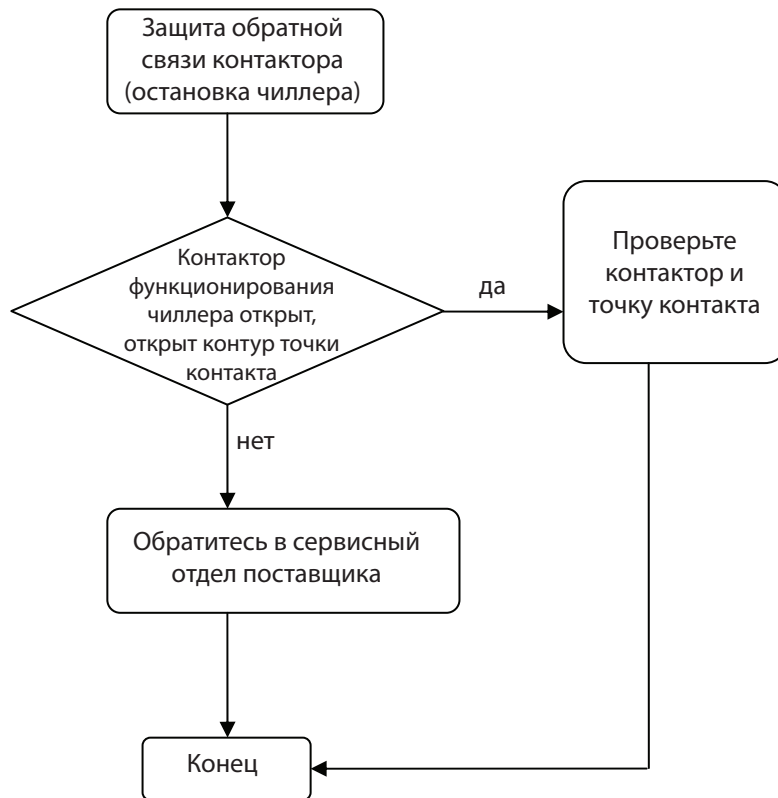 Защита обратной
связи контактора
(остановка чиллера)
Контактор
функционирования
чиллера открыт,
открыт контур точки
контакта
да
Проверьте
контактор и
точку контакта
нет
Обратитесь в сервисный
отдел поставщика
Конец